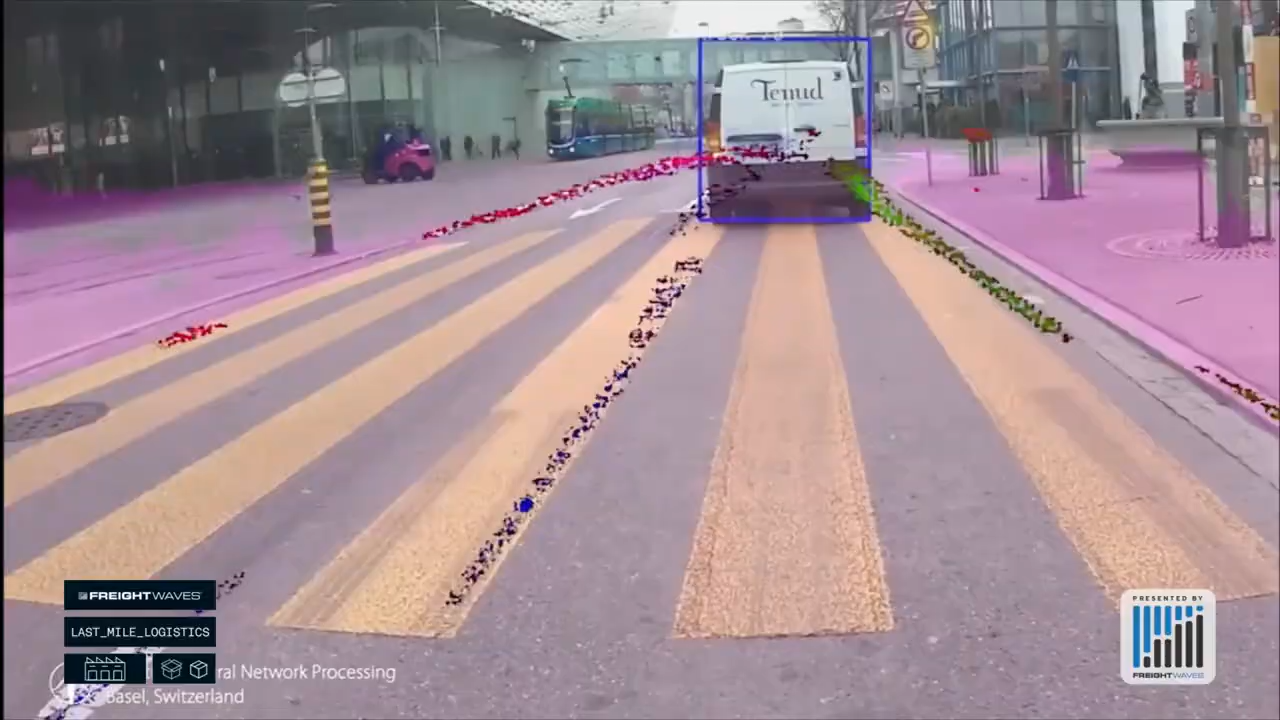 Temud
FREIGHTWAVES
LAST_MILE_LOGISTICS
ral Network Processing
Basel, Switzerland
PRESENTED BY
FREIGHTWAVES